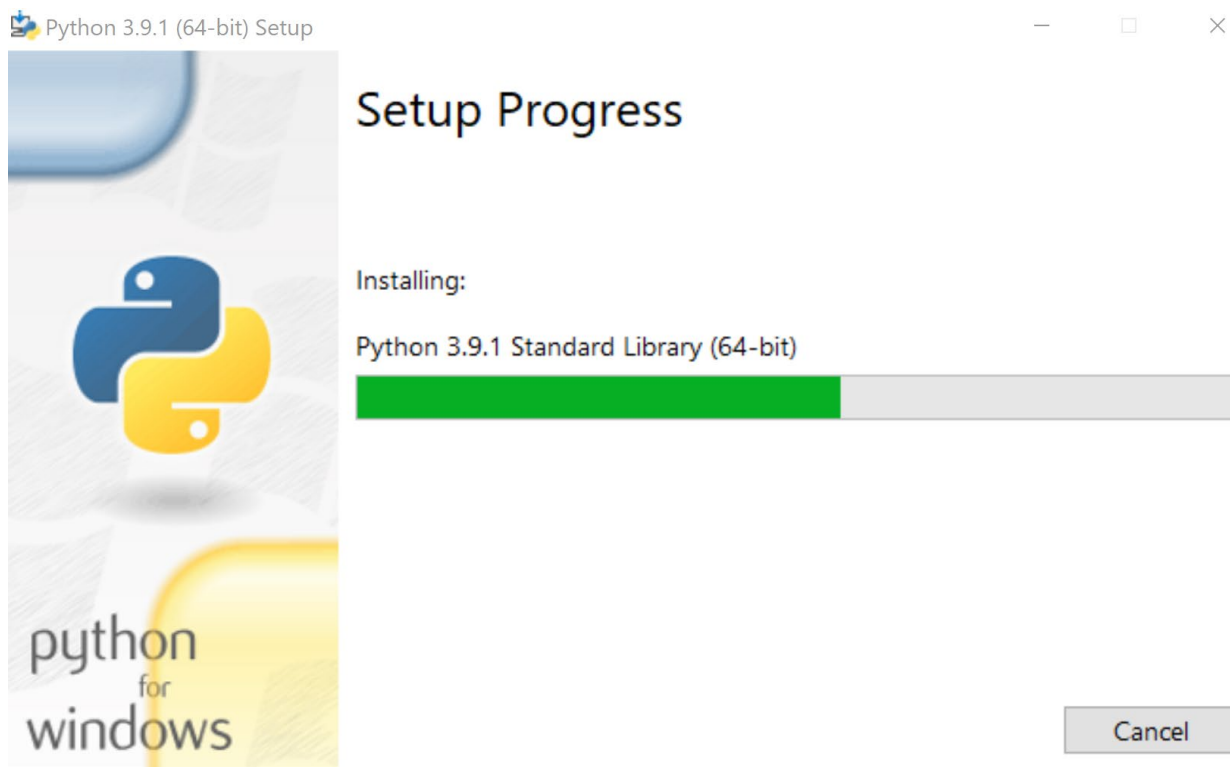 Python 3.9.1 (64-bit) Setup
Setup Progress
Installing:
Python 3.9.1 Standard Library (64-bit)
python
for
windows
Cancel